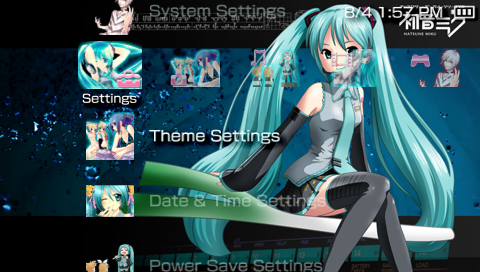 System Settings
8/4 1:57 PM
初音ミク
HATSUNE MIKU
Settings
Theme Settings
Date & Time Settings
Power Save Settings